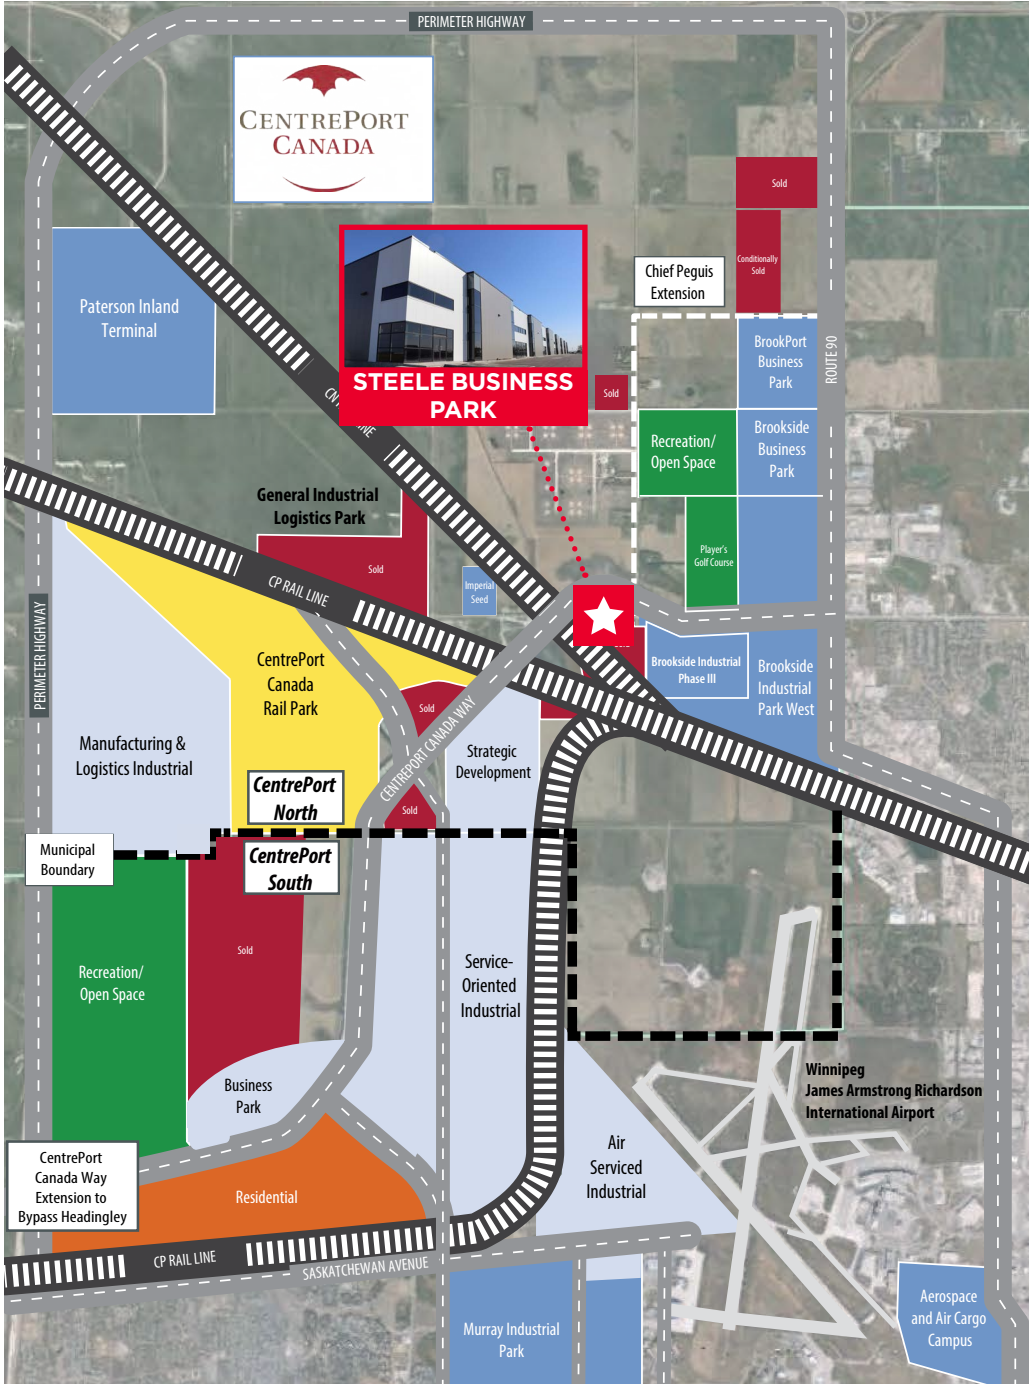 PERIMETER HIGHWAY
CENTREPORT
CANADA
Sold
Conditionally
Sold
Chief Peguis
Extension
Paterson Inland
Terminal
BrookPort
Business
Park
ROUTE 90
STEELE BUSINESS
PARK
Sold
CN
LINE
Recreation/
Open Space
Brookside
Business
Park
General Industrial
Logistics Park
Sold
Player's
Golf Course
Imperial
Seed
CP RAIL LINE
PERIMETER HIGHWAY
CentrePort
Canada
Rail Park
Sold
Brookside Industrial
Phase III
Brookside
Industrial
Park West
Sold
CENTREPORT CANADA WAY
Manufacturing &
Logistics Industrial
Strategic
Development
CentrePort
North
Sold
Municipal
Boundary
CentrePort
South
Sold
Recreation/
Open Space
Service-
Oriented
Industrial
Business
Park
Winnipeg
James Armstrong Richardson
International Airport
CentrePort
Canada Way
Extension to
Bypass Headingley
Air
Serviced
Industrial
Residential
CP RAIL LINE
SASKATCHEWAN AVENUE
Murray Industrial
Park
Aerospace
and Air Cargo
Campus